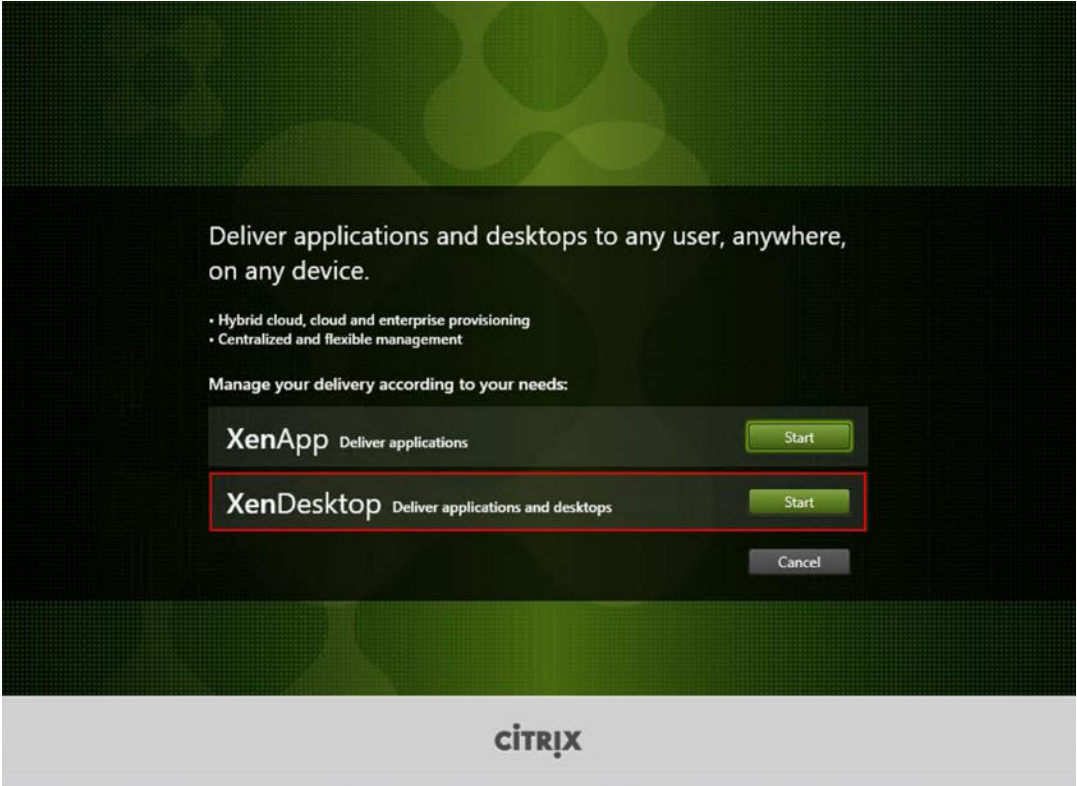 Deliver applications and desktops to any user, anywhere,
on any device.
• Hybrid cloud, cloud and enterprise provisioning
• Centralized and flexible management
Manage your delivery according to your needs:
XenApp Deliver applications Start
XenDesktop Deliver applications and desktops Start
Cancel
CITRIX